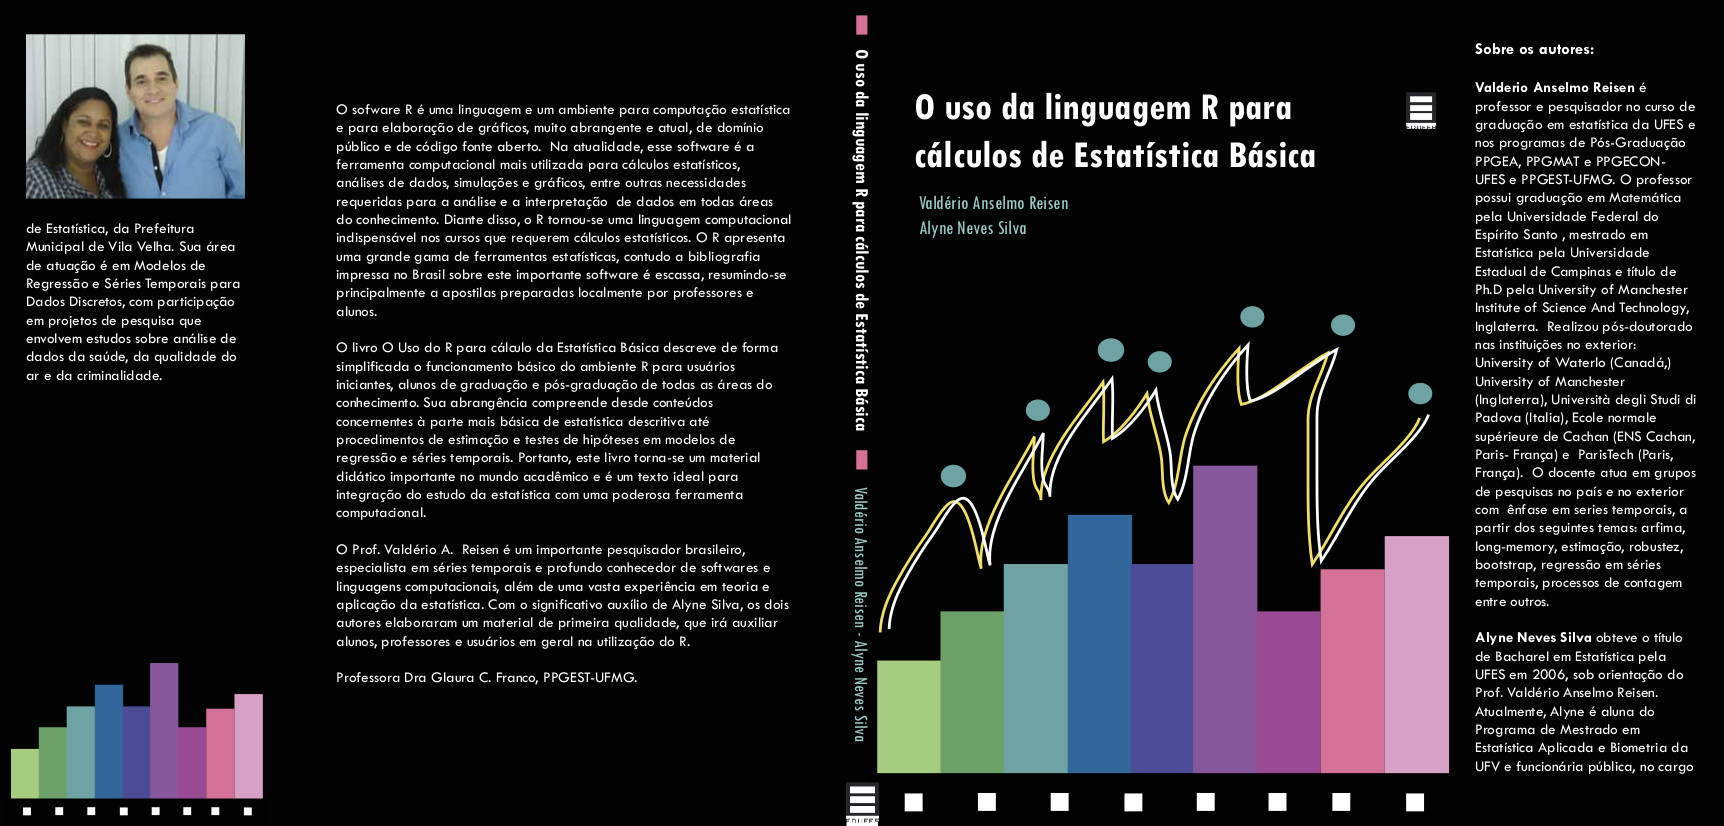 de Estatística, da Prefeitura
Municipal de Vila Velha. Sua área
de atuação é em Modelos de
Regressão e Séries Temporais para
Dados Discretos, com participação
em projetos de pesquisa que
envolvem estudos sobre análise de
dados da saúde, da qualidade do
ar e da criminalidade.
O sofware R é uma linguagem e um ambiente para computação estatística
e para elaboração de gráficos, muito abrangente e atual, de domínio
público e de código fonte aberto. Na atualidade, esse software é a
ferramenta computacional mais utilizada para cálculos estatísticos,
análises de dados, simulações e gráficos, entre outras necessidades
requeridas para a análise e a interpretação de dados em todas áreas
do conhecimento. Diante disso, o R tornou-se uma linguagem computacional
indispensável nos cursos que requerem cálculos estatísticos. O R apresenta
uma grande gama de ferramentas estatísticas, contudo a bibliografia
impressa no Brasil sobre este importante software é escassa, resumindo-se
principalmente a apostilas preparadas localmente por professores e
alunos.
O livro O Uso do R para cálculo da Estatística Básica descreve de forma
simplificada o funcionamento básico do ambiente R para usuários
iniciantes, alunos de graduação e pós-graduação de todas as áreas do
conhecimento. Sua abrangência compreende desde conteúdos
concernentes à parte mais básica de estatística descritiva até
procedimentos de estimação e testes de hipóteses em modelos de
regressão e séries temporais. Portanto, este livro torna-se um material
didático importante no mundo acadêmico e é um texto ideal para
integração do estudo da estatística com uma poderosa ferramenta
computacional.
O Prof. Valdério A. Reisen é um importante pesquisador brasileiro,
especialista em séries temporais e profundo conhecedor de softwares e
linguagens computacionais, além de uma vasta experiência em teoria e
aplicação da estatística. Com o significativo auxílio de Alyne Silva, os dois
autores elaboraram um material de primeira qualidade, que irá auxiliar
alunos, professores e usuários em geral na utilização do R.
Professora Dra Glaura C. Franco, PPGEST-UFMG.
O uso da linguagem R para cálculos de Estatística Básica
Valdério Anselmo Reisen - Alyne Neves Silva
EDUFES
O uso da linguagem R para
cálculos de Estatística Básica
Valdério Anselmo Reisen
Alyne Neves Silva
EDUFES
Sobre os autores:
Valderio Anselmo Reisen é
professor e pesquisador no curso de
graduação em estatística da UFES e
nos programas de Pós-Graduação
PPGEA, PPGMAT e PPGECON-
UFES e PPGEST-UFMG. O professor
possui graduação em Matemática
pela Universidade Federal do
Espírito Santo , mestrado em
Estatística pela Universidade
Estadual de Campinas e título de
Ph.D pela University of Manchester
Institute of Science And Technology,
Inglaterra. Realizou pós-doutorado
nas instituições no exterior:
University of Waterlo (Canadá,)
University of Manchester
(Inglaterra), Università degli Studi di
Padova (Italia), Ecole normale
supérieure de Cachan (ENS Cachan,
Paris- França) e ParisTech (Paris,
França). O docente atua em grupos
de pesquisas no país e no exterior
com ênfase em series temporais, a
partir dos seguintes temas: arfima,
long-memory, estimação, robustez,
bootstrap, regressão em séries
temporais, processos de contagem
entre outros.
Alyne Neves Silva obteve o título
de Bacharel em Estatística pela
UFES em 2006, sob orientação do
Prof. Valdério Anselmo Reisen.
Atualmente, Alyne é aluna do
Programa de Mestrado em
Estatística Aplicada e Biometria da
UFV e funcionária pública, no cargo